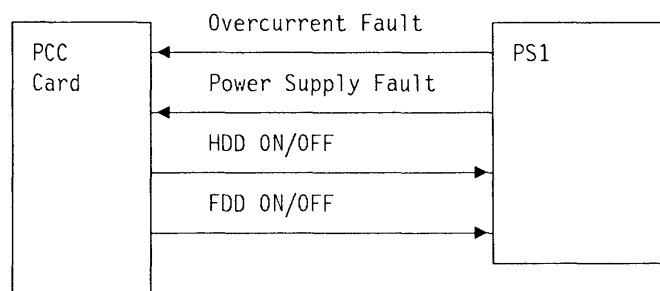 Overcurrent Fault
PCC
Card
PS1
Power Supply Fault
HDD ON/OFF
FDD ON/OFF